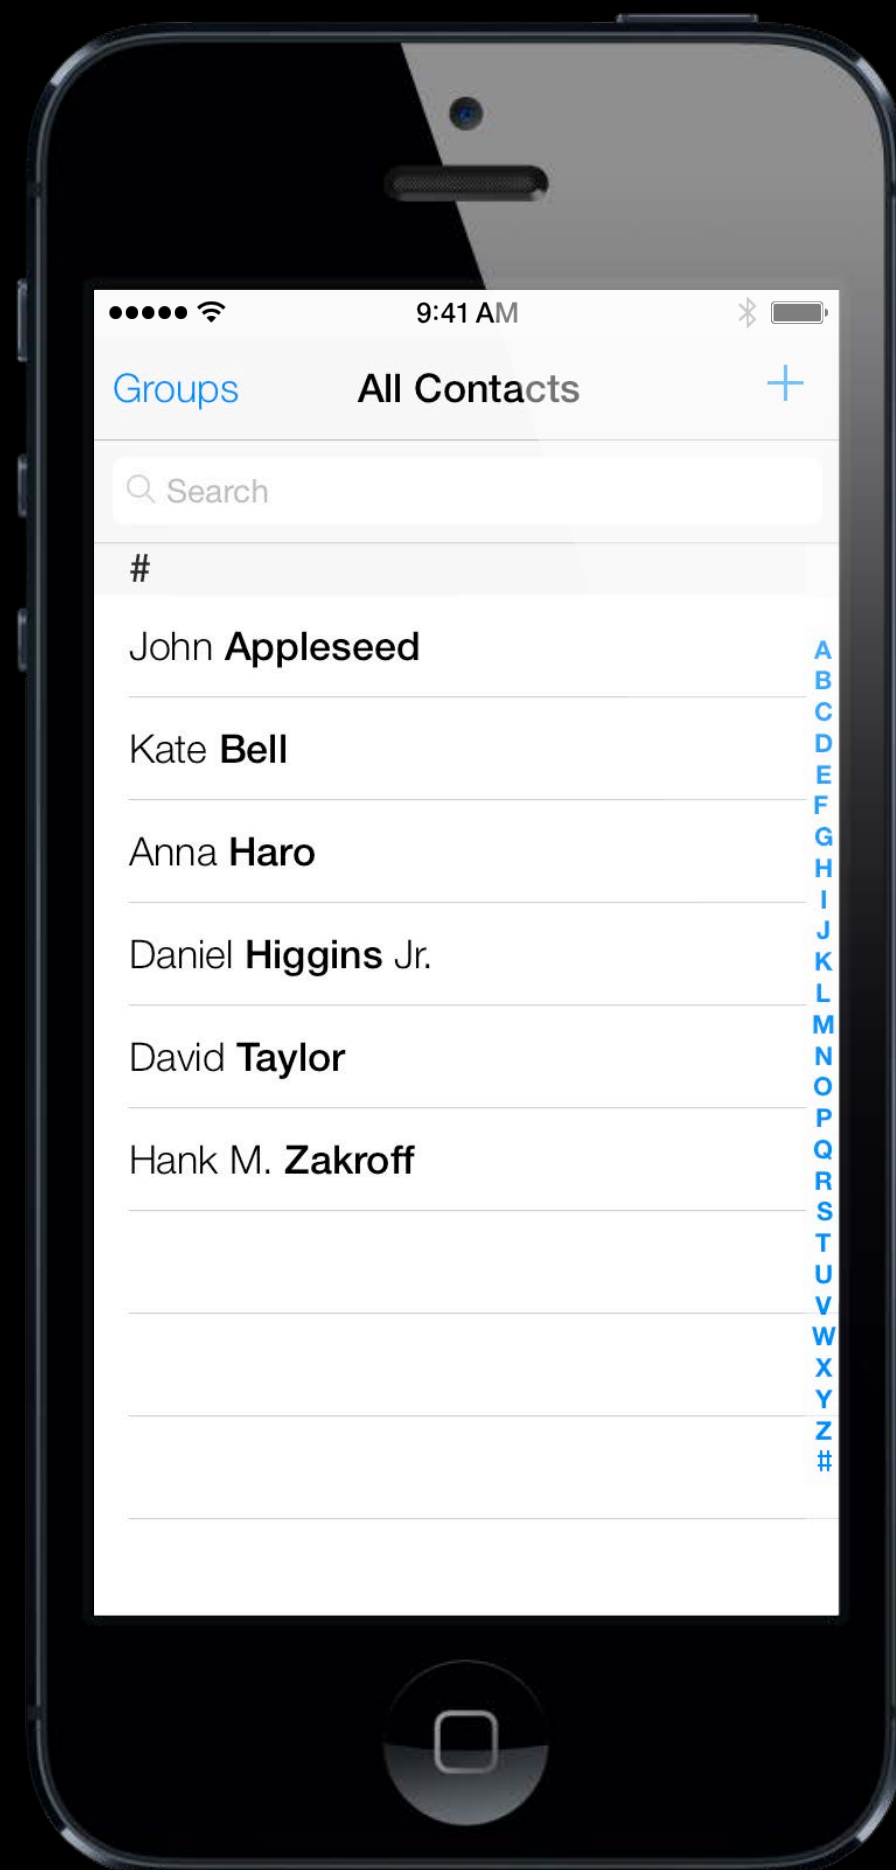 9:41 AM
Groups All Contacts +
Search
#
John Appleseed
Kate Bell
Anna Haro
Daniel Higgins Jr.
David Taylor
Hank M. Zakroff
A
B
C
D
E
F
G
H
I
J
K
L
M
N
O
P
Q
R
S
T
U
V
W
X
Y
Z
#